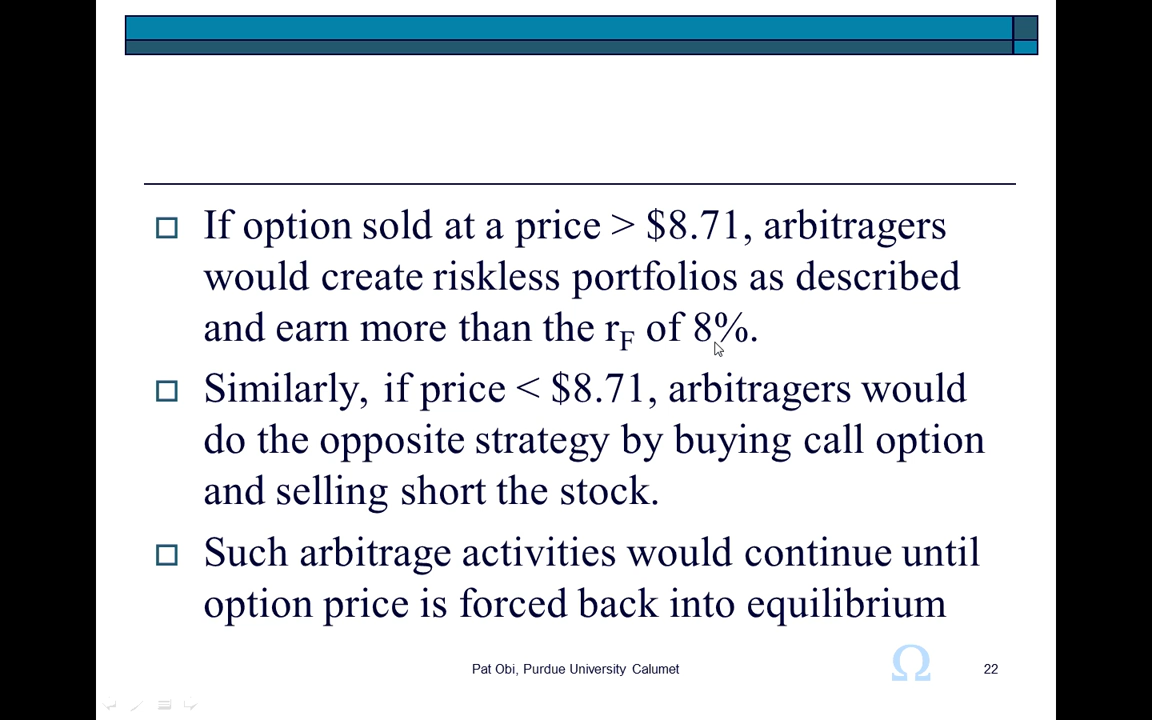 If option sold at a price > $8.71, arbitragers
would create riskless portfolios as described
and earn more than the rF of 8%.
Similarly, if price < $8.71, arbitragers would
do the opposite strategy by buying call option
and selling short the stock.
Such arbitrage activities would continue until
option price is forced back into equilibrium
Pat Obi, Purdue University Calumet
Ω
22